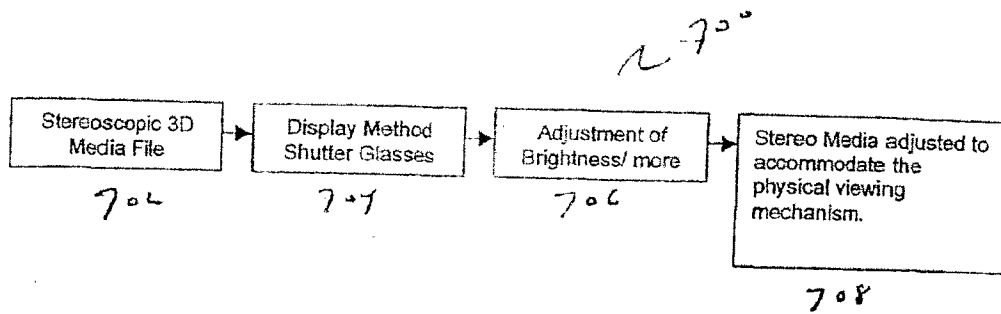 700
Stereoscopic 3D
Media File
Display Method
Shutter Glasses
Adjustment of
Brightness/ more
Stereo Media adjusted to
accommodate the
physical viewing
mechanism.
702
704
706
708